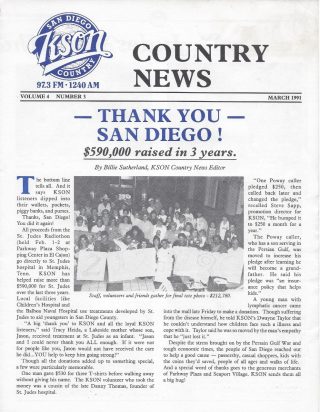 SAN DIEGO
KSON
COUNTRY
97.3 FM · 1240 AM
COUNTRY
NEWS
VOLUME 4 NUMBER 3
MARCH 1991
— THANK YOU —
SAN DIEGO !
$590,000 raised in 3 years.
By Billie Sutherland, KSON Country News Editor
The bottom line
tells all. And it
says KSON
listeners dipped into
their wallets, pockets,
piggy banks, and purses.
Thanks, San Diego!
You did it again!
All proceeds from the
St. Judes Radiothon
(held Feb. 1-2 at
Parkway Plaza Shop-
ping Center in El Cajon)
go directly to St. Judes
hospital in Memphis,
Tenn. KSON has
helped raise more than
$590,000 for St. Judes
over the last three years.
Local facilities like
Children's Hospital and
the Balboa Naval Hospital use treatments developed by St.
Judes to aid youngsters in San Diego County.
"A big 'thank you' to KSON and all the loyal KSON
listeners," said Tracy Heida, a Lakeside mother whose son,
Jason, received treatment at St. Judes as an infant. "Jason
and I could never thank you ALL enough. If it were not
for people like you, Jason would not have received the care
he did...YOU help to keep him going strong!"
Though all the donations added up to something special,
a few were particularly memorable.
One man gave $500 for three T-shirts before walking away
without giving his name. The KSON volunteer who took the
money was a cousin of the late Danny Thomas, founder of
St. Judes Hospital.
Staff, volunteers and friends gather for final tote photo - $212,780.
"One Poway caller
pledged $250, then
called back later and
changed the pledge,"
recalled Steve Sapp,
promotion director for
KSON. "He bumped it
to $250 a month for a
year."
The Poway caller,
who has a son serving in
the Persian Gulf, was
moved to increase his
pledge after learning he
will become a grand-
father. He said his
pledge was "an insur-
ance policy that helps
kids."
A young man with
cystic fibrosis also came
into the mall late Friday to make a donation. Though suffering
from the disease himself, he told KSON's Dwayne Taylor that he
couldn't understand how children face such a illness and
cope with it. Taylor said he was so moved by the man's empathy
that he "just lost it."
Despite the stress brought on by the Persian Gulf War and
tough economic times, the people of San Diego reached out
to help a good cause — passersby, casual shoppers, kids with
the coins they'd saved, people of all ages and walks of life.
And a special word of thanks goes to the generous merchants
of Parkway Plaza and Seaport Village. KSON sends them all
a big hug!